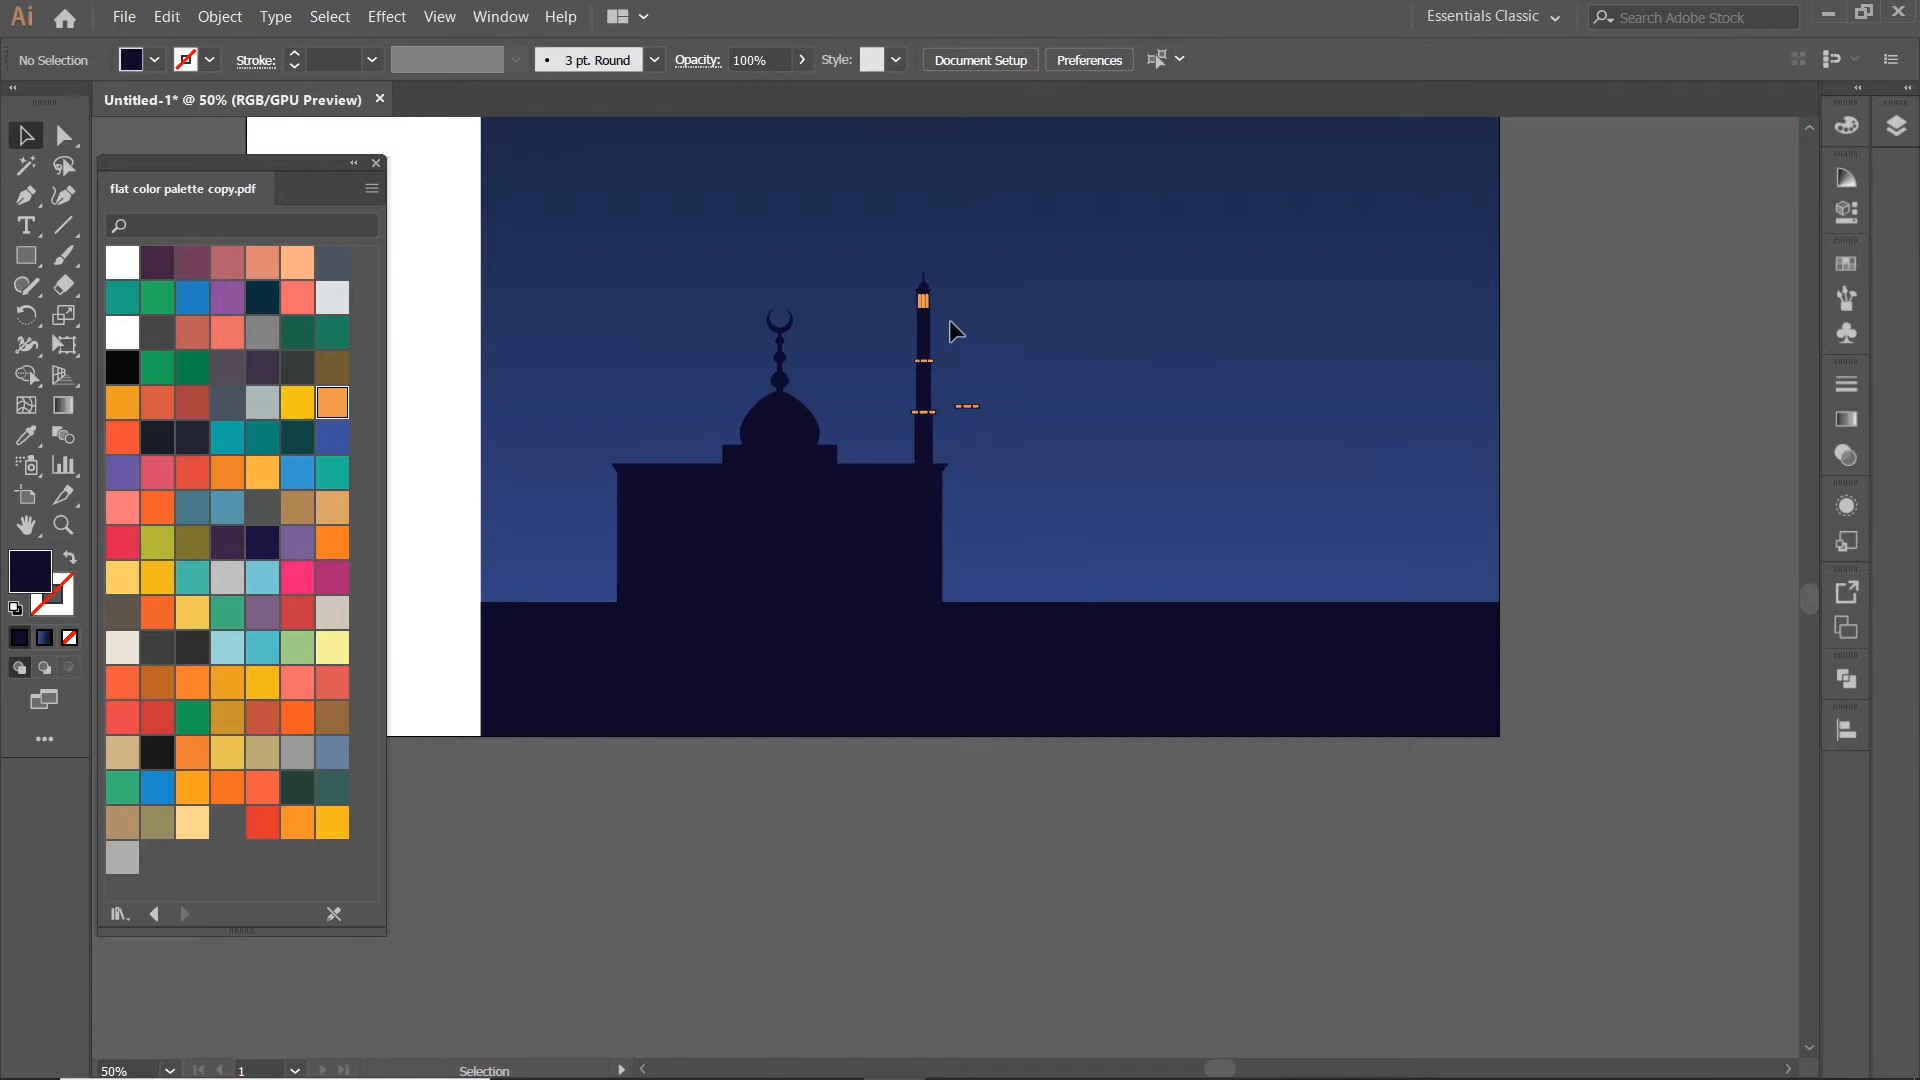 Ai File Edit Object Type Select Effect View Window Help Essentials Classic Search Adobe Stock
No Selection Stroke: 3 pt. Round Opacity: 100% Style: Document Setup Preferences
Untitled-1* @ 50% (RGB/GPU Preview)
flat color palette copy.pdf
50% 1 Selection